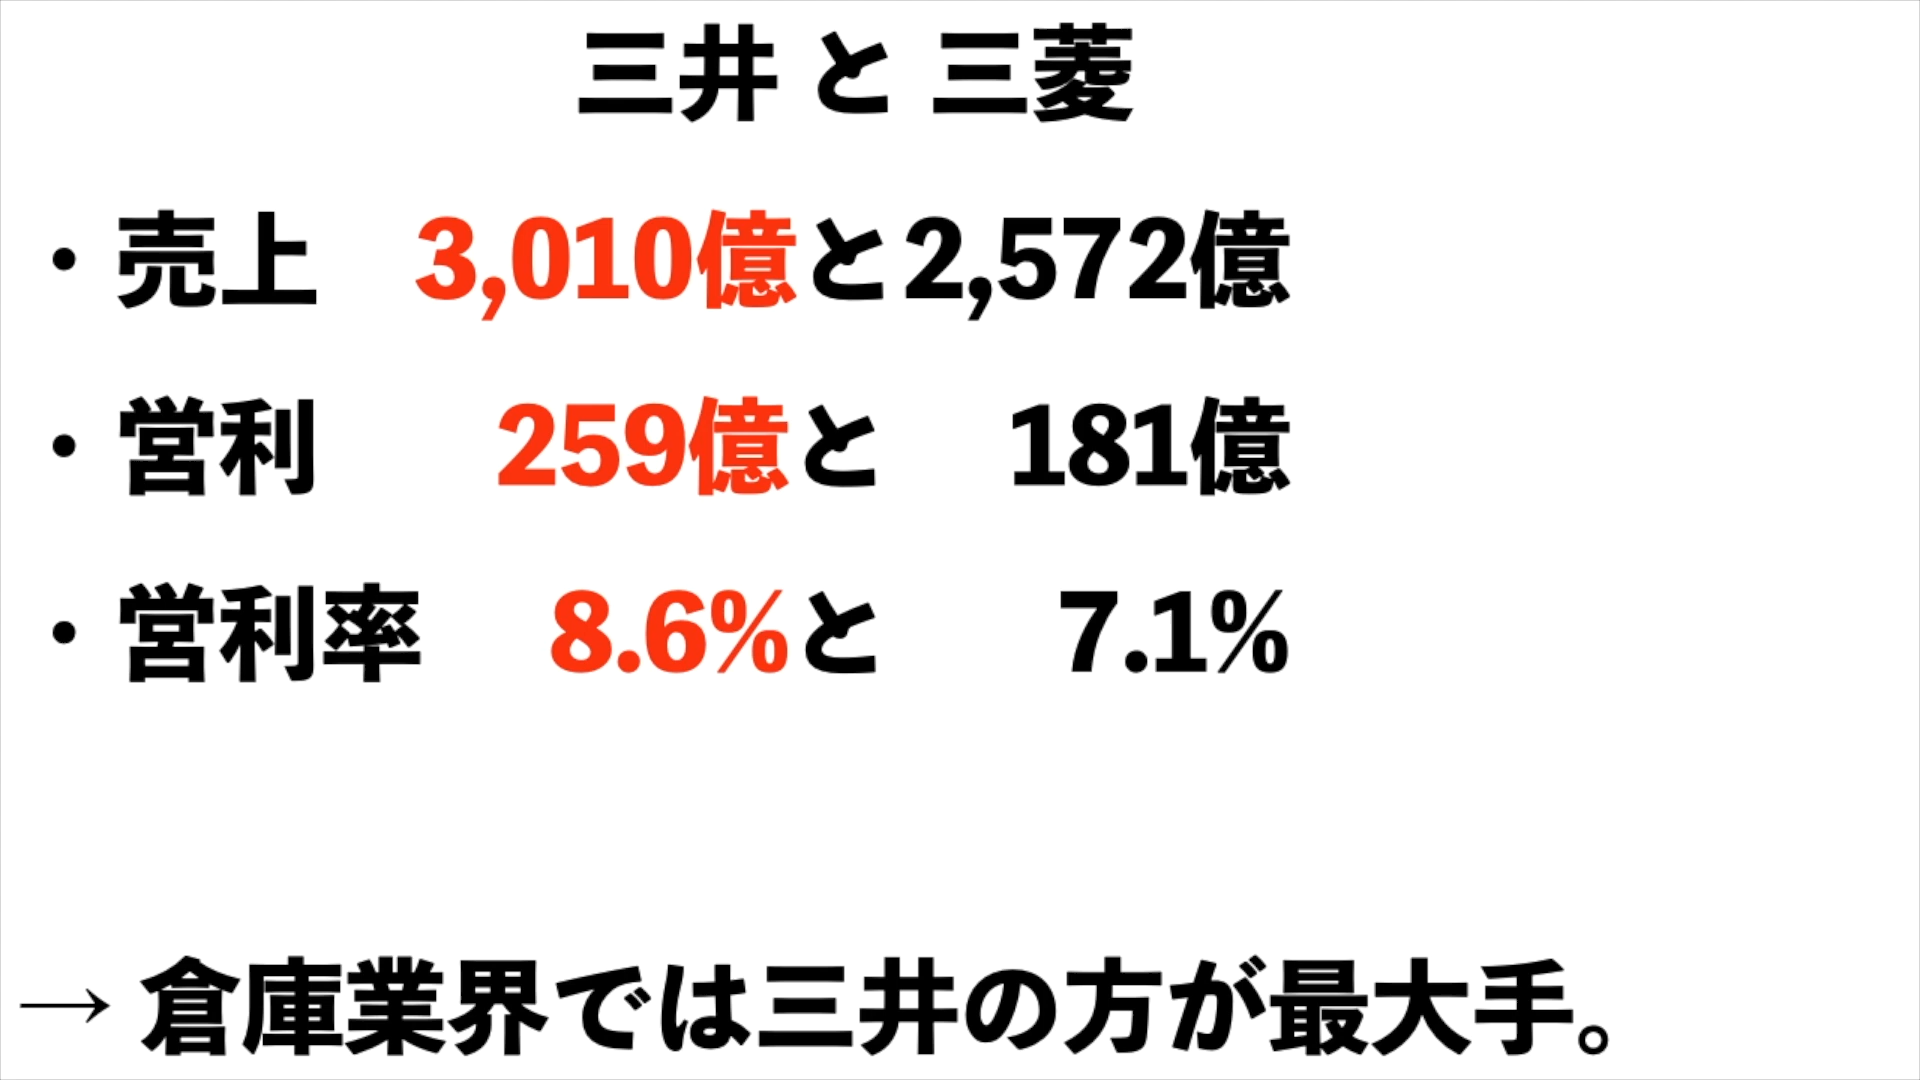 三井 と 三菱
・売上 3,010億と2,572億
・営利 259億と 181億
・営利率 8.6%と 7.1%
→ 倉庫業界では三井の方が最大手。